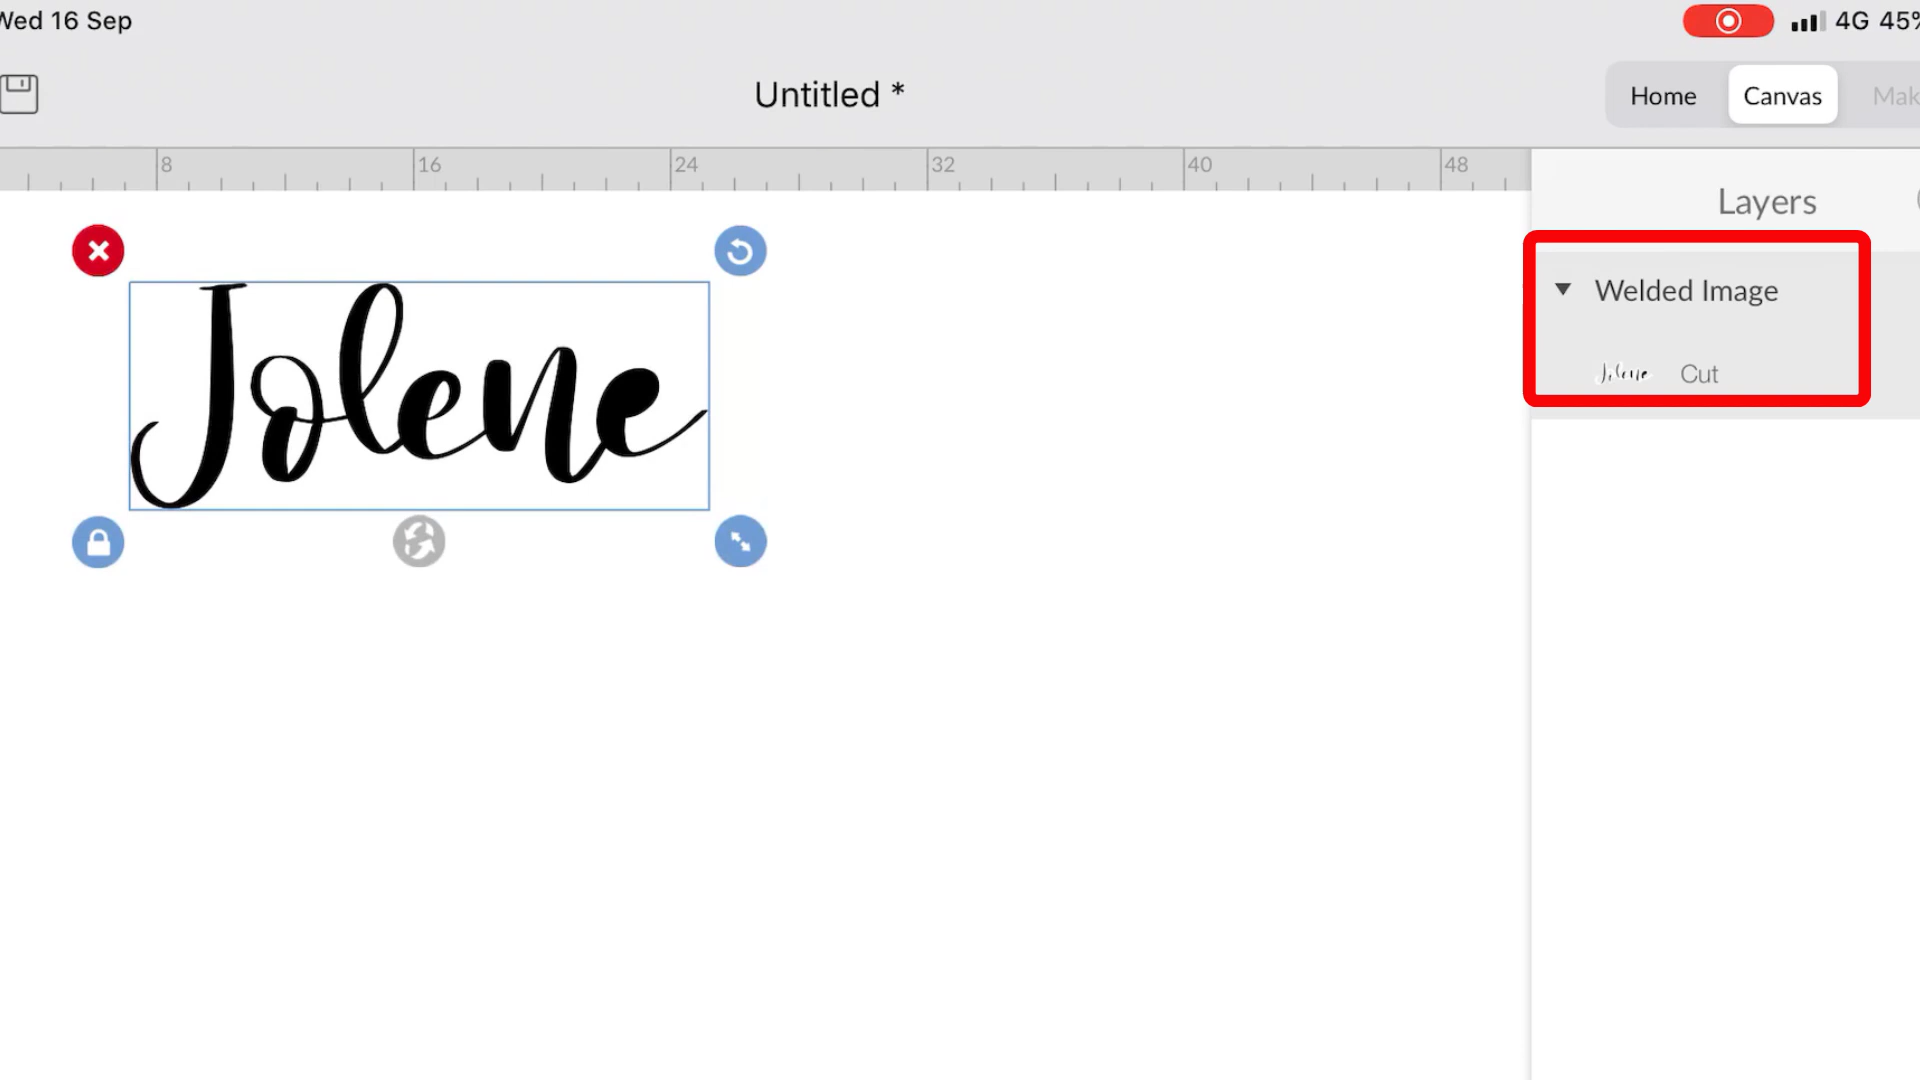 Wed 16 Sep
4G 45%
Untitled *
Home
Canvas
Mak
8
16
24
32
40
48
Layers
Jolene
Welded Image
Jolene Cut